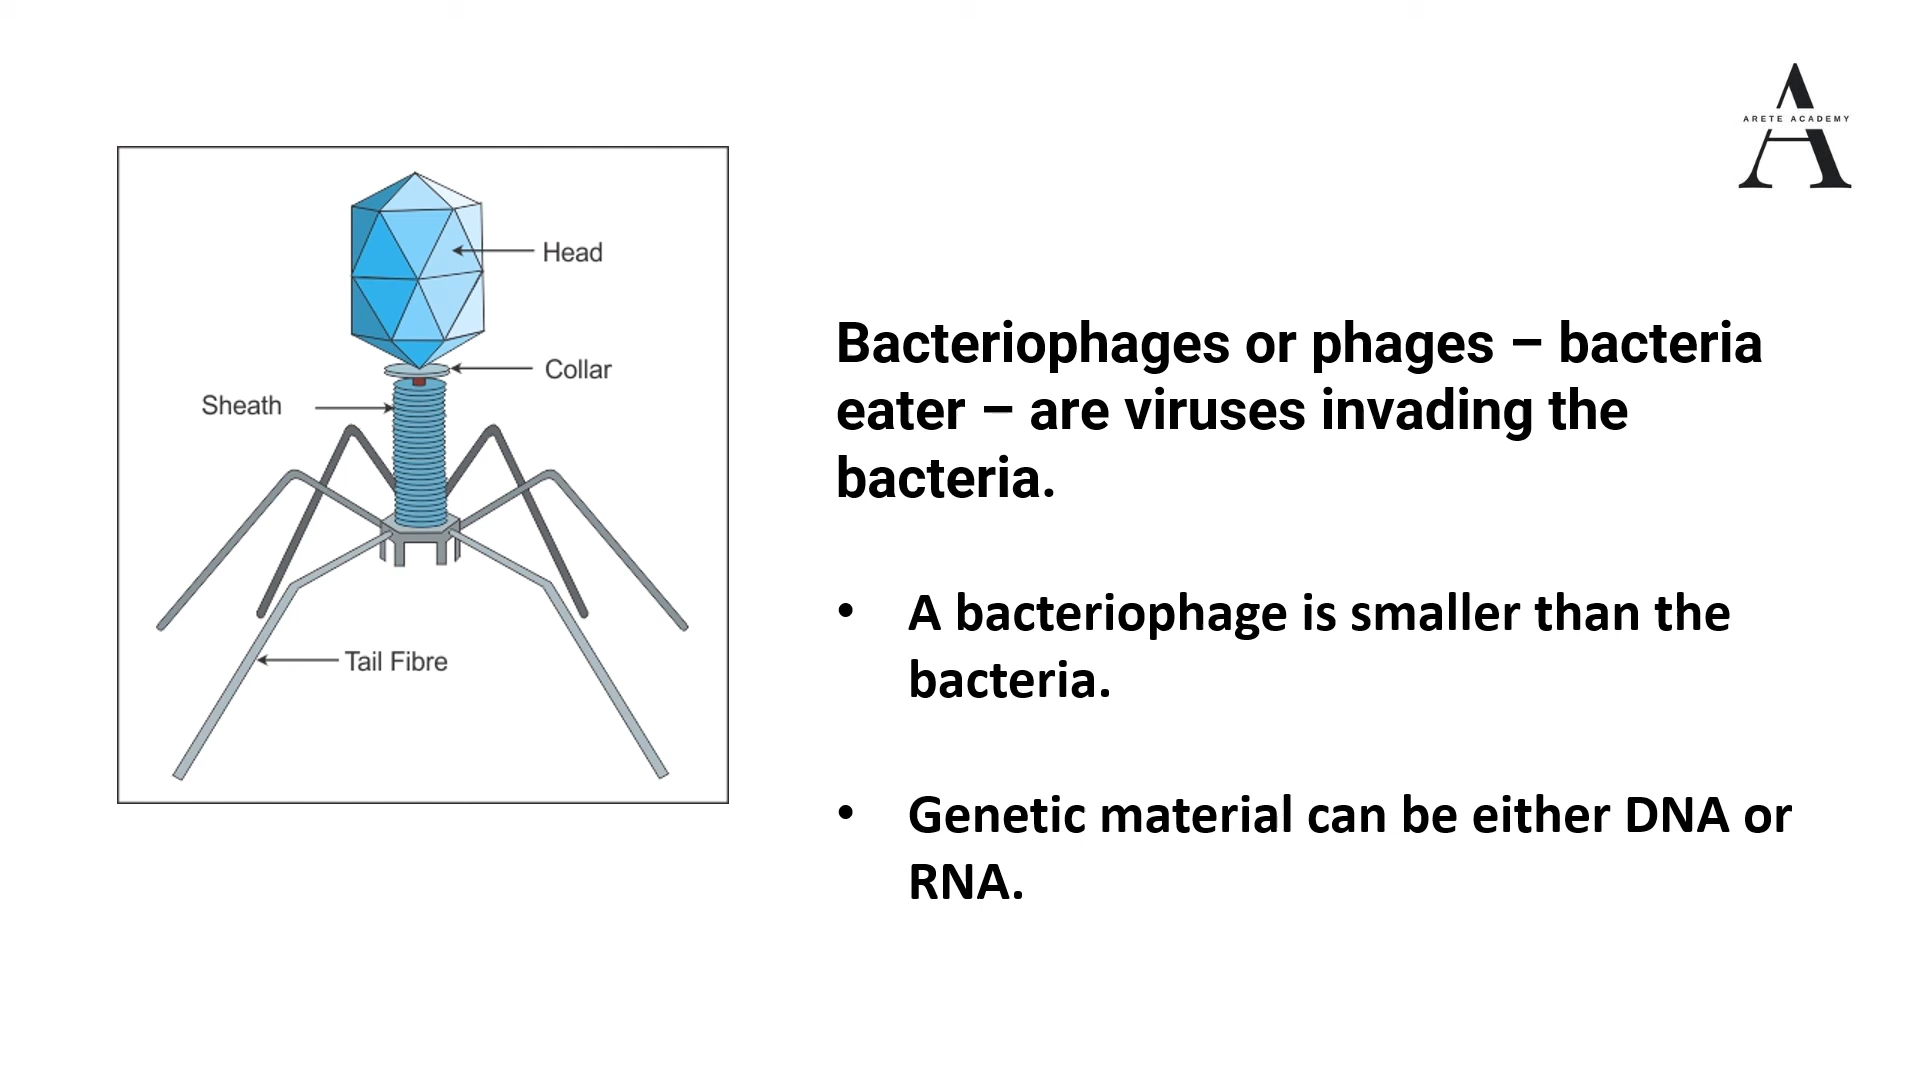 ARETE ACADEMY
Head
Collar
Sheath
Tail Fibre
Bacteriophages or phages – bacteria
eater – are viruses invading the
bacteria.
• A bacteriophage is smaller than the
bacteria.
• Genetic material can be either DNA or
RNA.